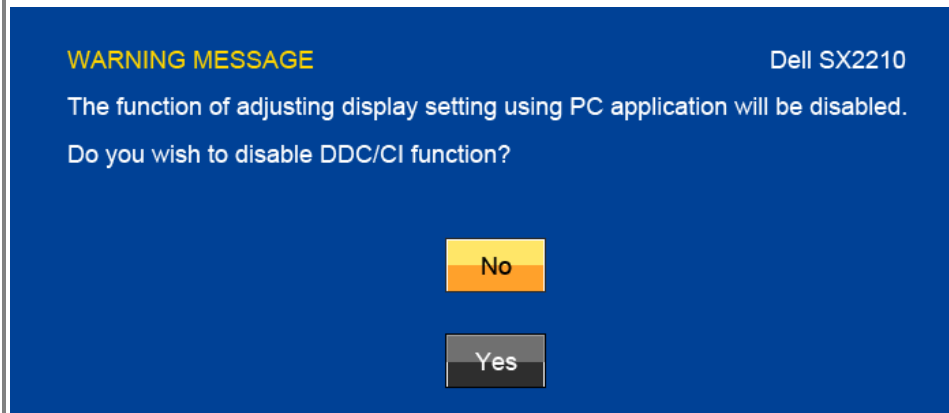 WARNING MESSAGE Dell SX2210
The function of adjusting display setting using PC application will be disabled.
Do you wish to disable DDC/CI function?
No
Yes